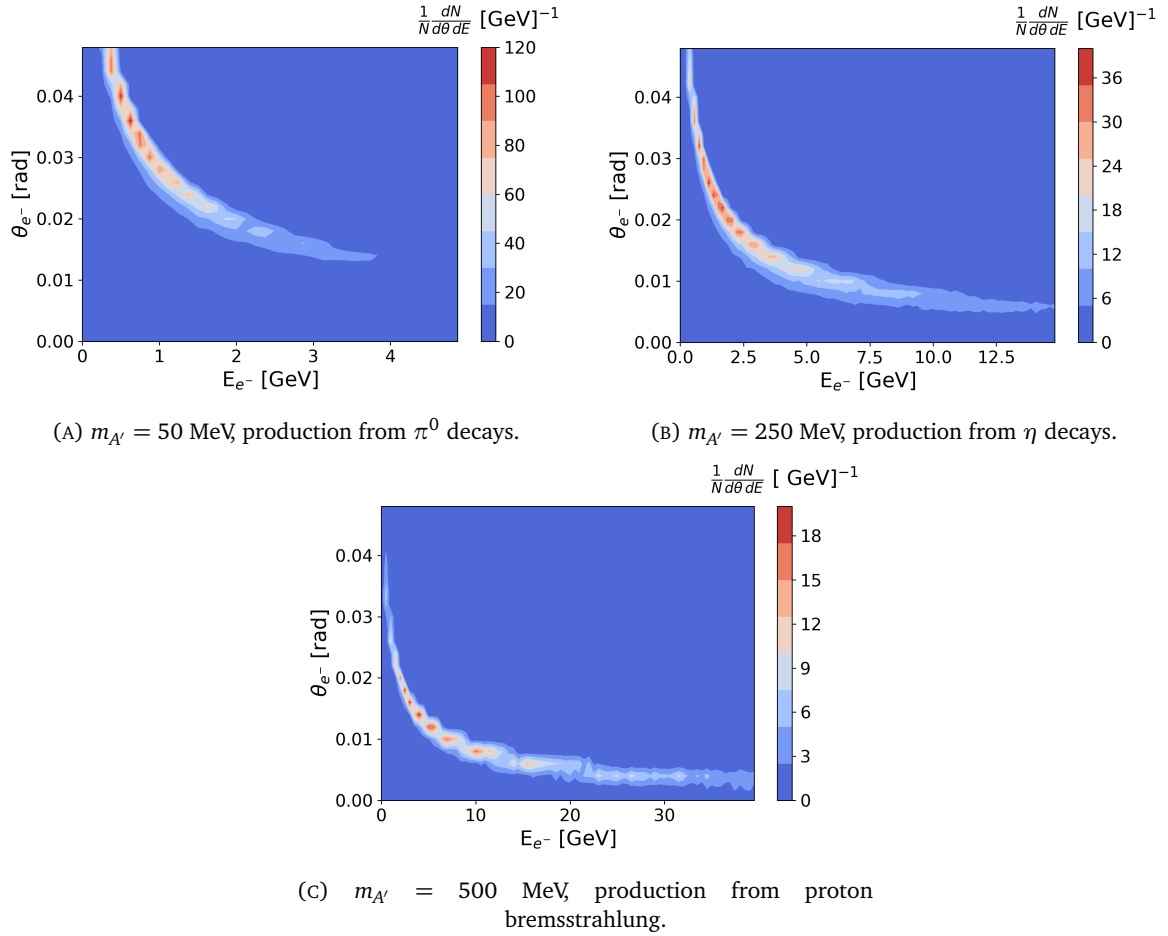 1/N dN/dθ dE [GeV]⁻¹
120
100
80
60
40
20
0
0.04
0.03
0.02
0.01
0.00
θe⁻ [rad]
0 1 2 3 4
Ee⁻ [GeV]
(A) mA′ = 50 MeV, production from π⁰ decays.
1/N dN/dθ dE [GeV]⁻¹
36
30
24
18
12
6
0
0.04
0.03
0.02
0.01
0.00
θe⁻ [rad]
0.0 2.5 5.0 7.5 10.0 12.5
Ee⁻ [GeV]
(B) mA′ = 250 MeV, production from η decays.
1/N dN/dθ dE [ GeV]⁻¹
18
15
12
9
6
3
0
0.04
0.03
0.02
0.01
0.00
θe⁻ [rad]
0 10 20 30
Ee⁻ [GeV]
(C) mA′ = 500 MeV, production from proton
bremsstrahlung.